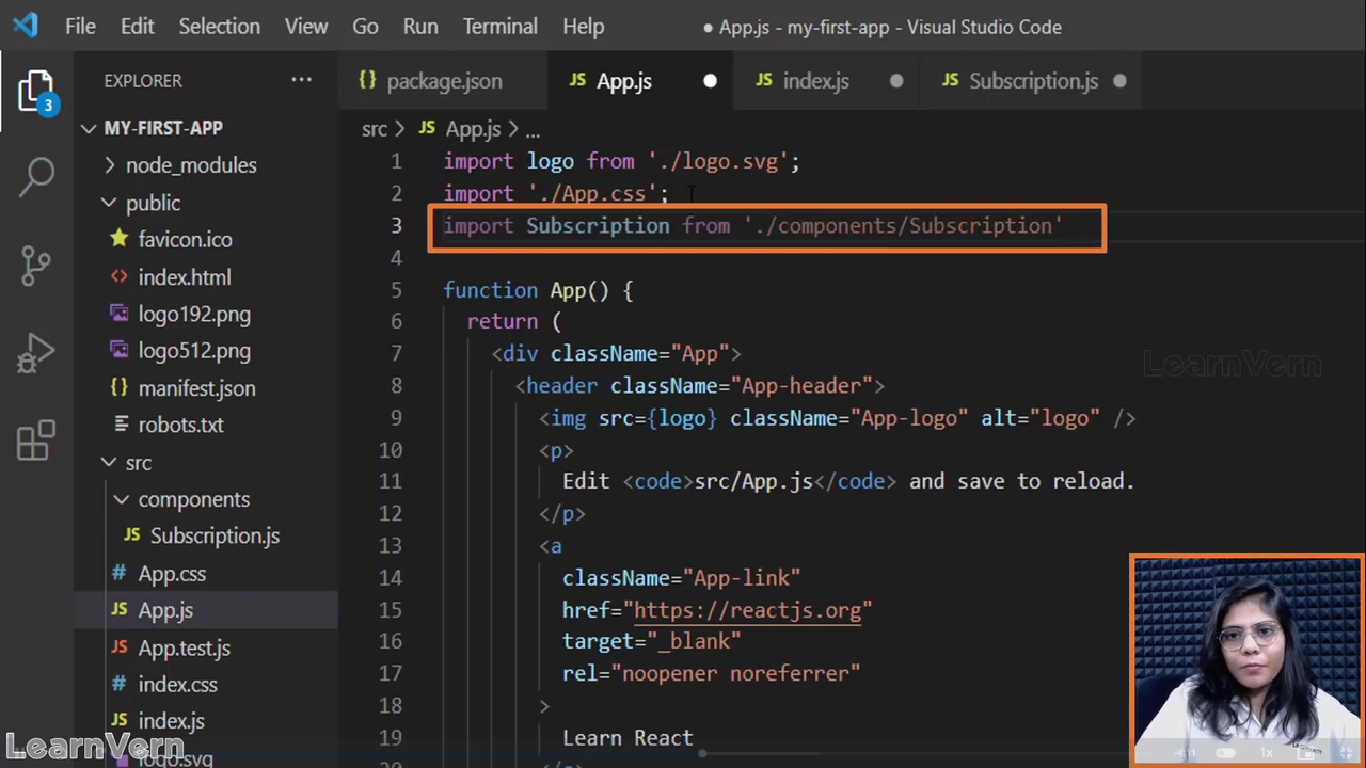 File Edit Selection View Go Run Terminal Help ● App.js - my-first-app - Visual Studio Code
EXPLORER ··· {} package.json JS App.js ● JS index.js ● JS Subscription.js ●
3
MY-FIRST-APP
src > JS App.js > ...
node_modules
public
favicon.ico
<> index.html
logo192.png
logo512.png
{} manifest.json
robots.txt
src
components
JS Subscription.js
# App.css
JS App.js
App.test.js
# index.css
JS index.js
logo.svg
1 import logo from './logo.svg';
2 import './App.css';
3 import Subscription from './components/Subscription'
4
5 function App() {
6 return (
7 <div className="App">
8 <header className="App-header">
9 <img src={logo} className="App-logo" alt="logo" />
10 <p>
11 Edit <code>src/App.js</code> and save to reload.
12 </p>
13 <a
14 className="App-link"
15 href="https://reactjs.org"
16 target="_blank"
17 rel="noopener noreferrer"
18 >
19 Learn React
LearnVern
LearnVern
LearnVern
1x